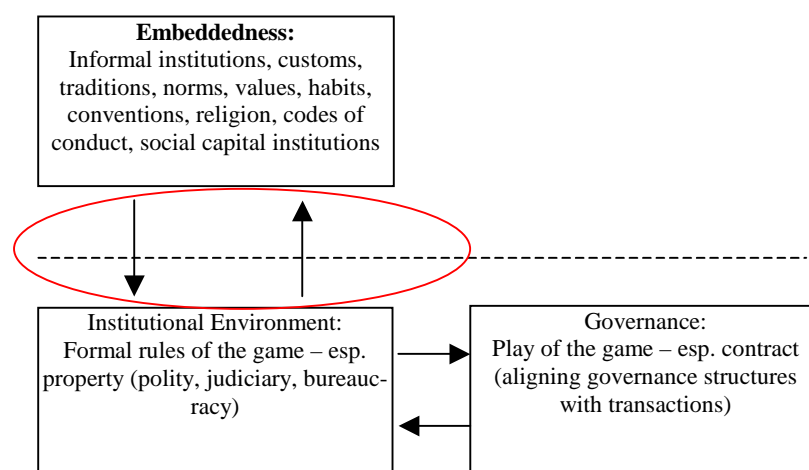 Embeddedness:
Informal institutions, customs,
traditions, norms, values, habits,
conventions, religion, codes of
conduct, social capital institutions
Institutional Environment:
Formal rules of the game – esp.
property (polity, judiciary, bureauc-
racy)
Governance:
Play of the game – esp. contract
(aligning governance structures
with transactions)